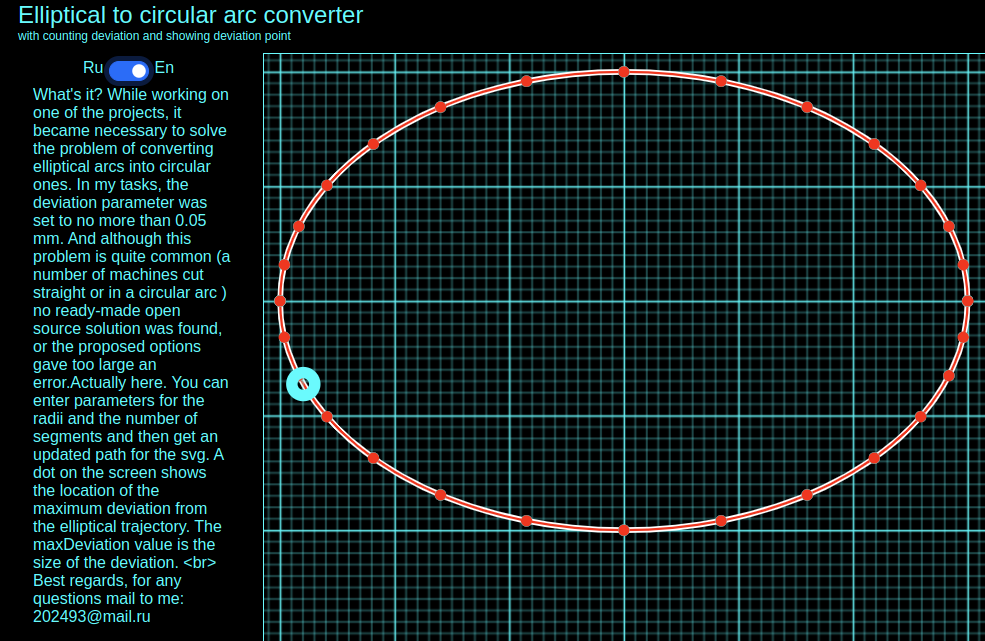 Elliptical to circular arc converter
with counting deviation and showing deviation point
Ru En
What's it? While working on
one of the projects, it
became necessary to solve
the problem of converting
elliptical arcs into circular
ones. In my tasks, the
deviation parameter was
set to no more than 0.05
mm. And although this
problem is quite common (a
number of machines cut
straight or in a circular arc )
no ready-made open
source solution was found,
or the proposed options
gave too large an
error.Actually here. You can
enter parameters for the
radii and the number of
segments and then get an
updated path for the svg. A
dot on the screen shows
the location of the
maximum deviation from
the elliptical trajectory. The
maxDeviation value is the
size of the deviation. <br>
Best regards, for any
questions mail to me:
202493@mail.ru